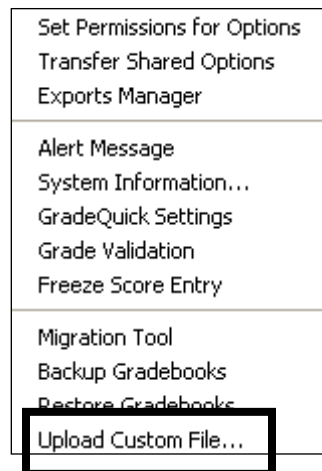 Set Permissions for Options
Transfer Shared Options
Exports Manager
Alert Message
System Information...
GradeQuick Settings
Grade Validation
Freeze Score Entry
Migration Tool
Backup Gradebooks
Restore Gradebooks
Upload Custom File...